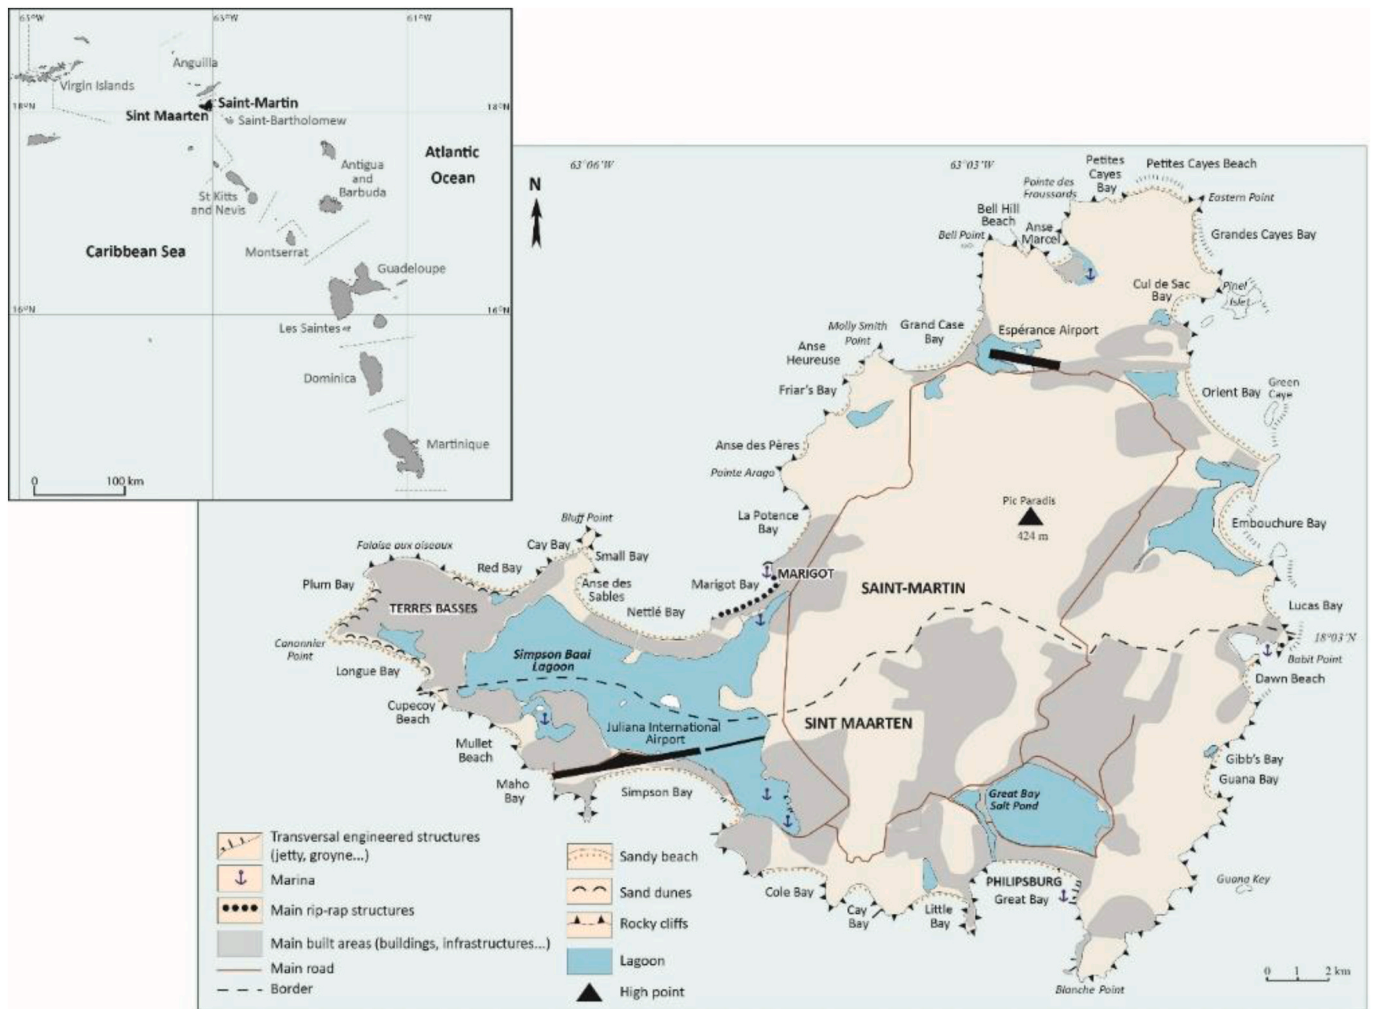 65°W
63°W
61°W
Anguilla
Virgin Islands
18°N
18°N
Saint-Martin
Sint Maarten
Saint-Bartholomew
Atlantic
Ocean
Antigua
and
Barbuda
St Kitts
and Nevis
Caribbean Sea
Montserrat
Guadeloupe
16°N
16°N
Les Saintes
Dominica
Martinique
0
100 km
N
63°06'W
63°03'W
Petites
Cayes
Bay
Petites Cayes Beach
Pointe des
Froussards
Eastern Point
Bell Hill
Beach
Bell Point
Anse
Marcel
Grandes Cayes Bay
Cul de Sac
Bay
Pinel
Islet
Molly Smith
Point
Grand Case
Bay
Espérance Airport
Anse
Heureuse
Friar's Bay
Orient Bay
Green
Caye
Anse des Pères
Pointe Arago
Pic Paradis
424 m
La Potence
Bay
Embouchure Bay
Bluff Point
Falaise aux oiseaux
Cay Bay
Small Bay
Red Bay
Plum Bay
Anse des
Sables
Marigot Bay
MARIGOT
SAINT-MARTIN
TERRES BASSES
Nettlé Bay
Lucas Bay
18°03'N
Canonnier
Point
Simpson Baai
Lagoon
Babit Point
Longue Bay
Dawn Beach
Cupecoy
Beach
Juliana International
Airport
SINT MAARTEN
Mullet
Beach
Gibb's Bay
Guana Bay
Maho
Bay
Simpson Bay
Great Bay
Salt Pond
Guana Key
PHILIPSBURG
Great Bay
Cole Bay
Cay
Bay
Little
Bay
Blanche Point
Transversal engineered structures
(jetty, groyne...)
Marina
Main rip-rap structures
Main built areas (buildings, infrastructures...)
Main road
Border
Sandy beach
Sand dunes
Rocky cliffs
Lagoon
High point
0 1 2 km